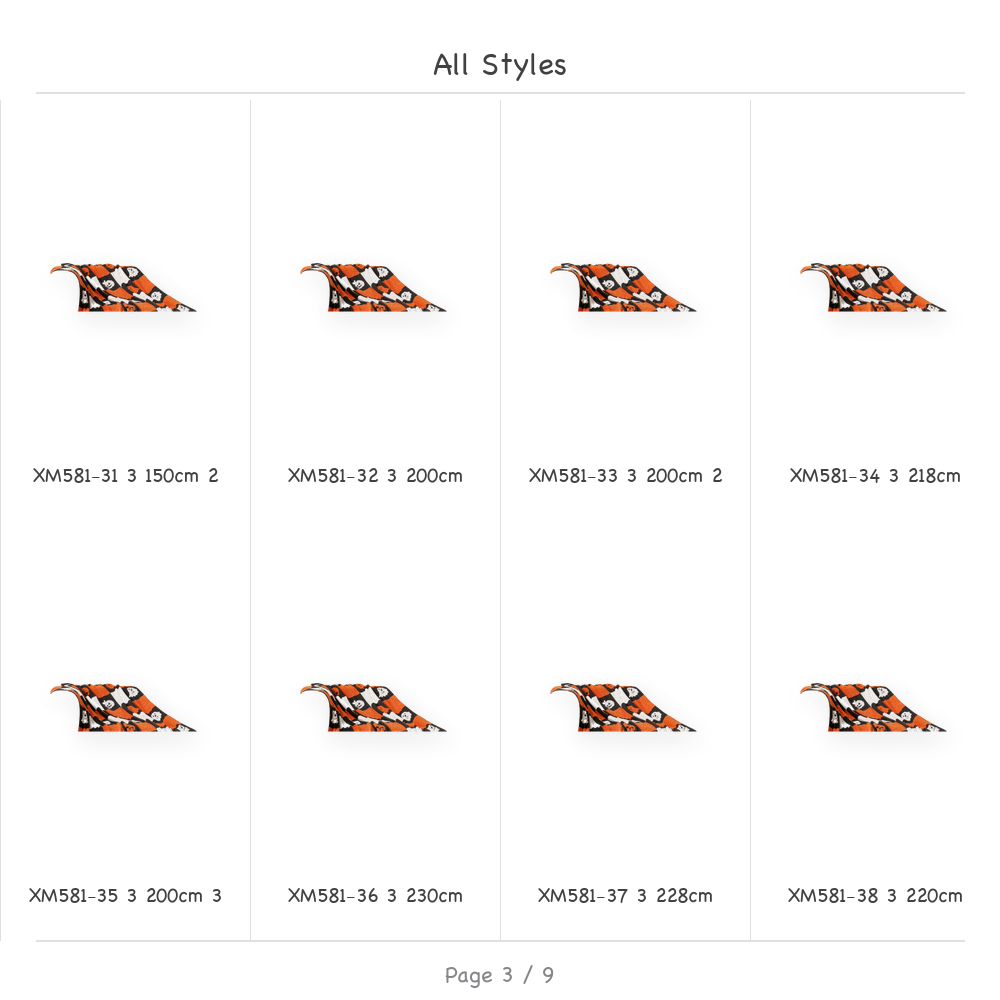 All Styles
XM581-31 3 150cm 2
XM581-32 3 200cm
XM581-33 3 200cm 2
XM581-34 3 218cm
XM581-35 3 200cm 3
XM581-36 3 230cm
XM581-37 3 228cm
XM581-38 3 220cm
Page 3 / 9